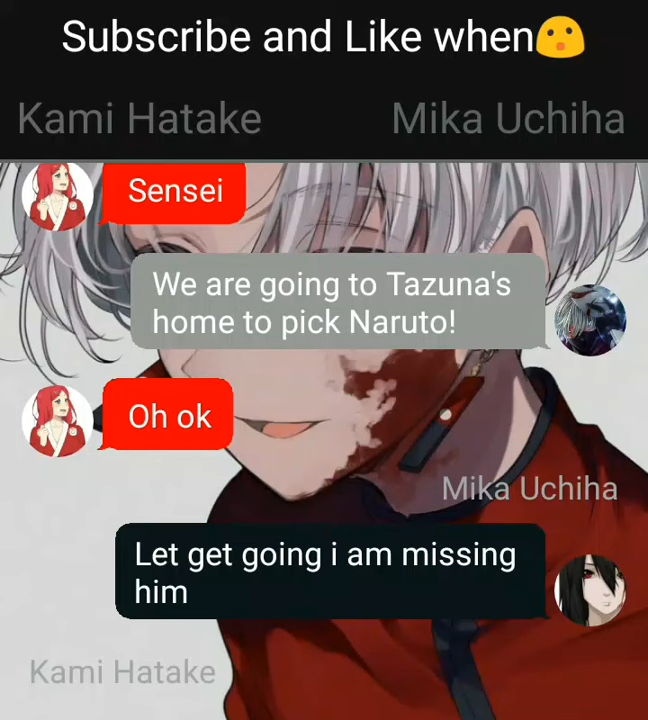 Subscribe and Like when😮
Kami Hatake
Mika Uchiha
Sensei
We are going to Tazuna's
home to pick Naruto!
Oh ok
Mika Uchiha
Let get going i am missing
him
Kami Hatake